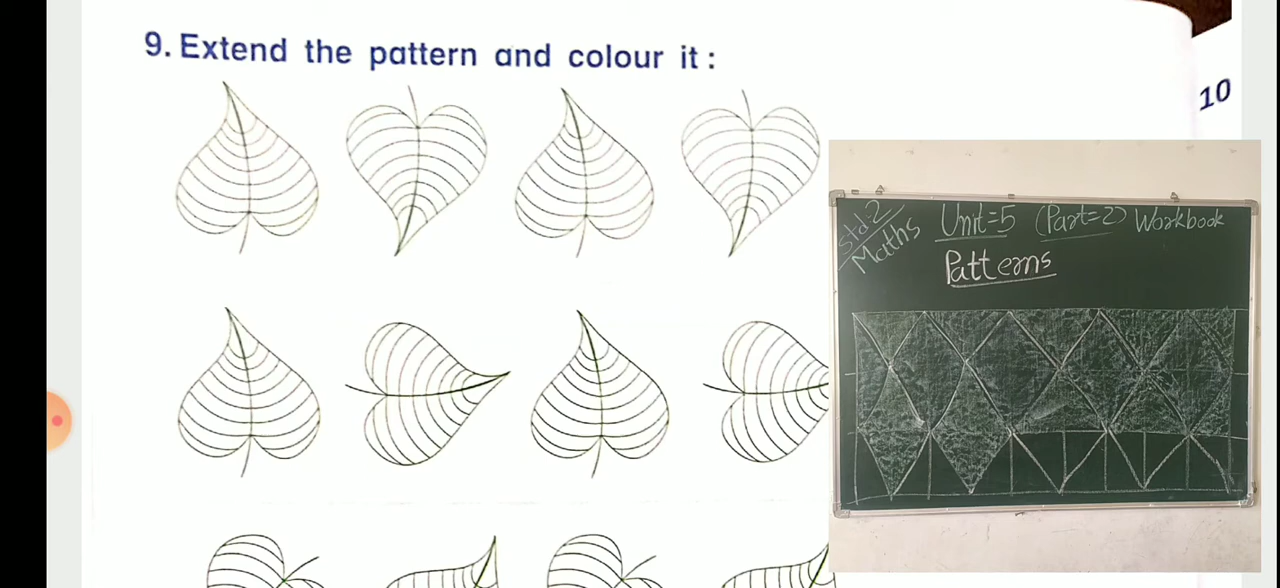 9. Extend the pattern and colour it :
10
Std-2
Maths
Unit=5 (Part=2) Workbook
Patterns